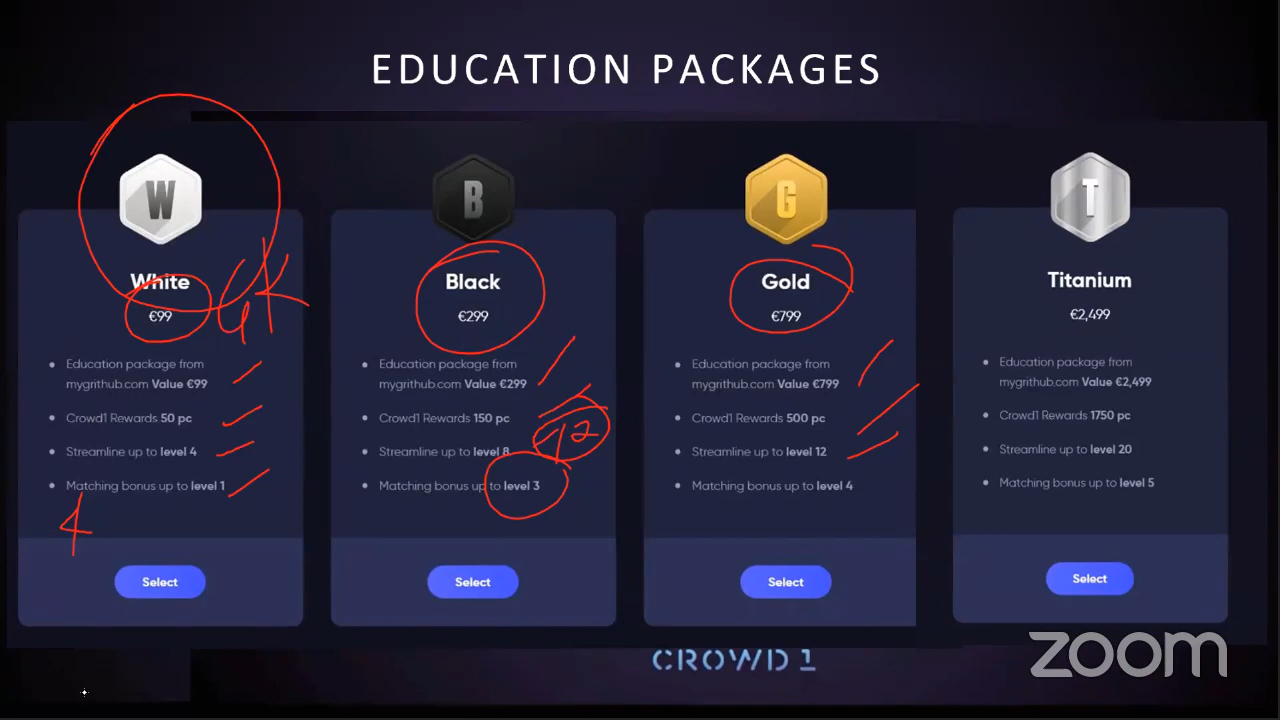 EDUCATION PACKAGES
W
White
€99
Education package from
mygrithub.com Value €99
Crowd1 Rewards 50 pc
Streamline up to level 4
Matching bonus up to level 1
4
Select
B
Black
€299
Education package from
mygrithub.com Value €299
Crowd1 Rewards 150 pc
Streamline up to level 8
Matching bonus up to level 3
Select
G
Gold
€799
Education package from
mygrithub.com Value €799
Crowd1 Rewards 500 pc
Streamline up to level 12
Matching bonus up to level 4
Select
T
Titanium
€2,499
Education package from
mygrithub.com Value €2,499
Crowd1 Rewards 1750 pc
Streamline up to level 20
Matching bonus up to level 5
Select
CROWD1
zoom